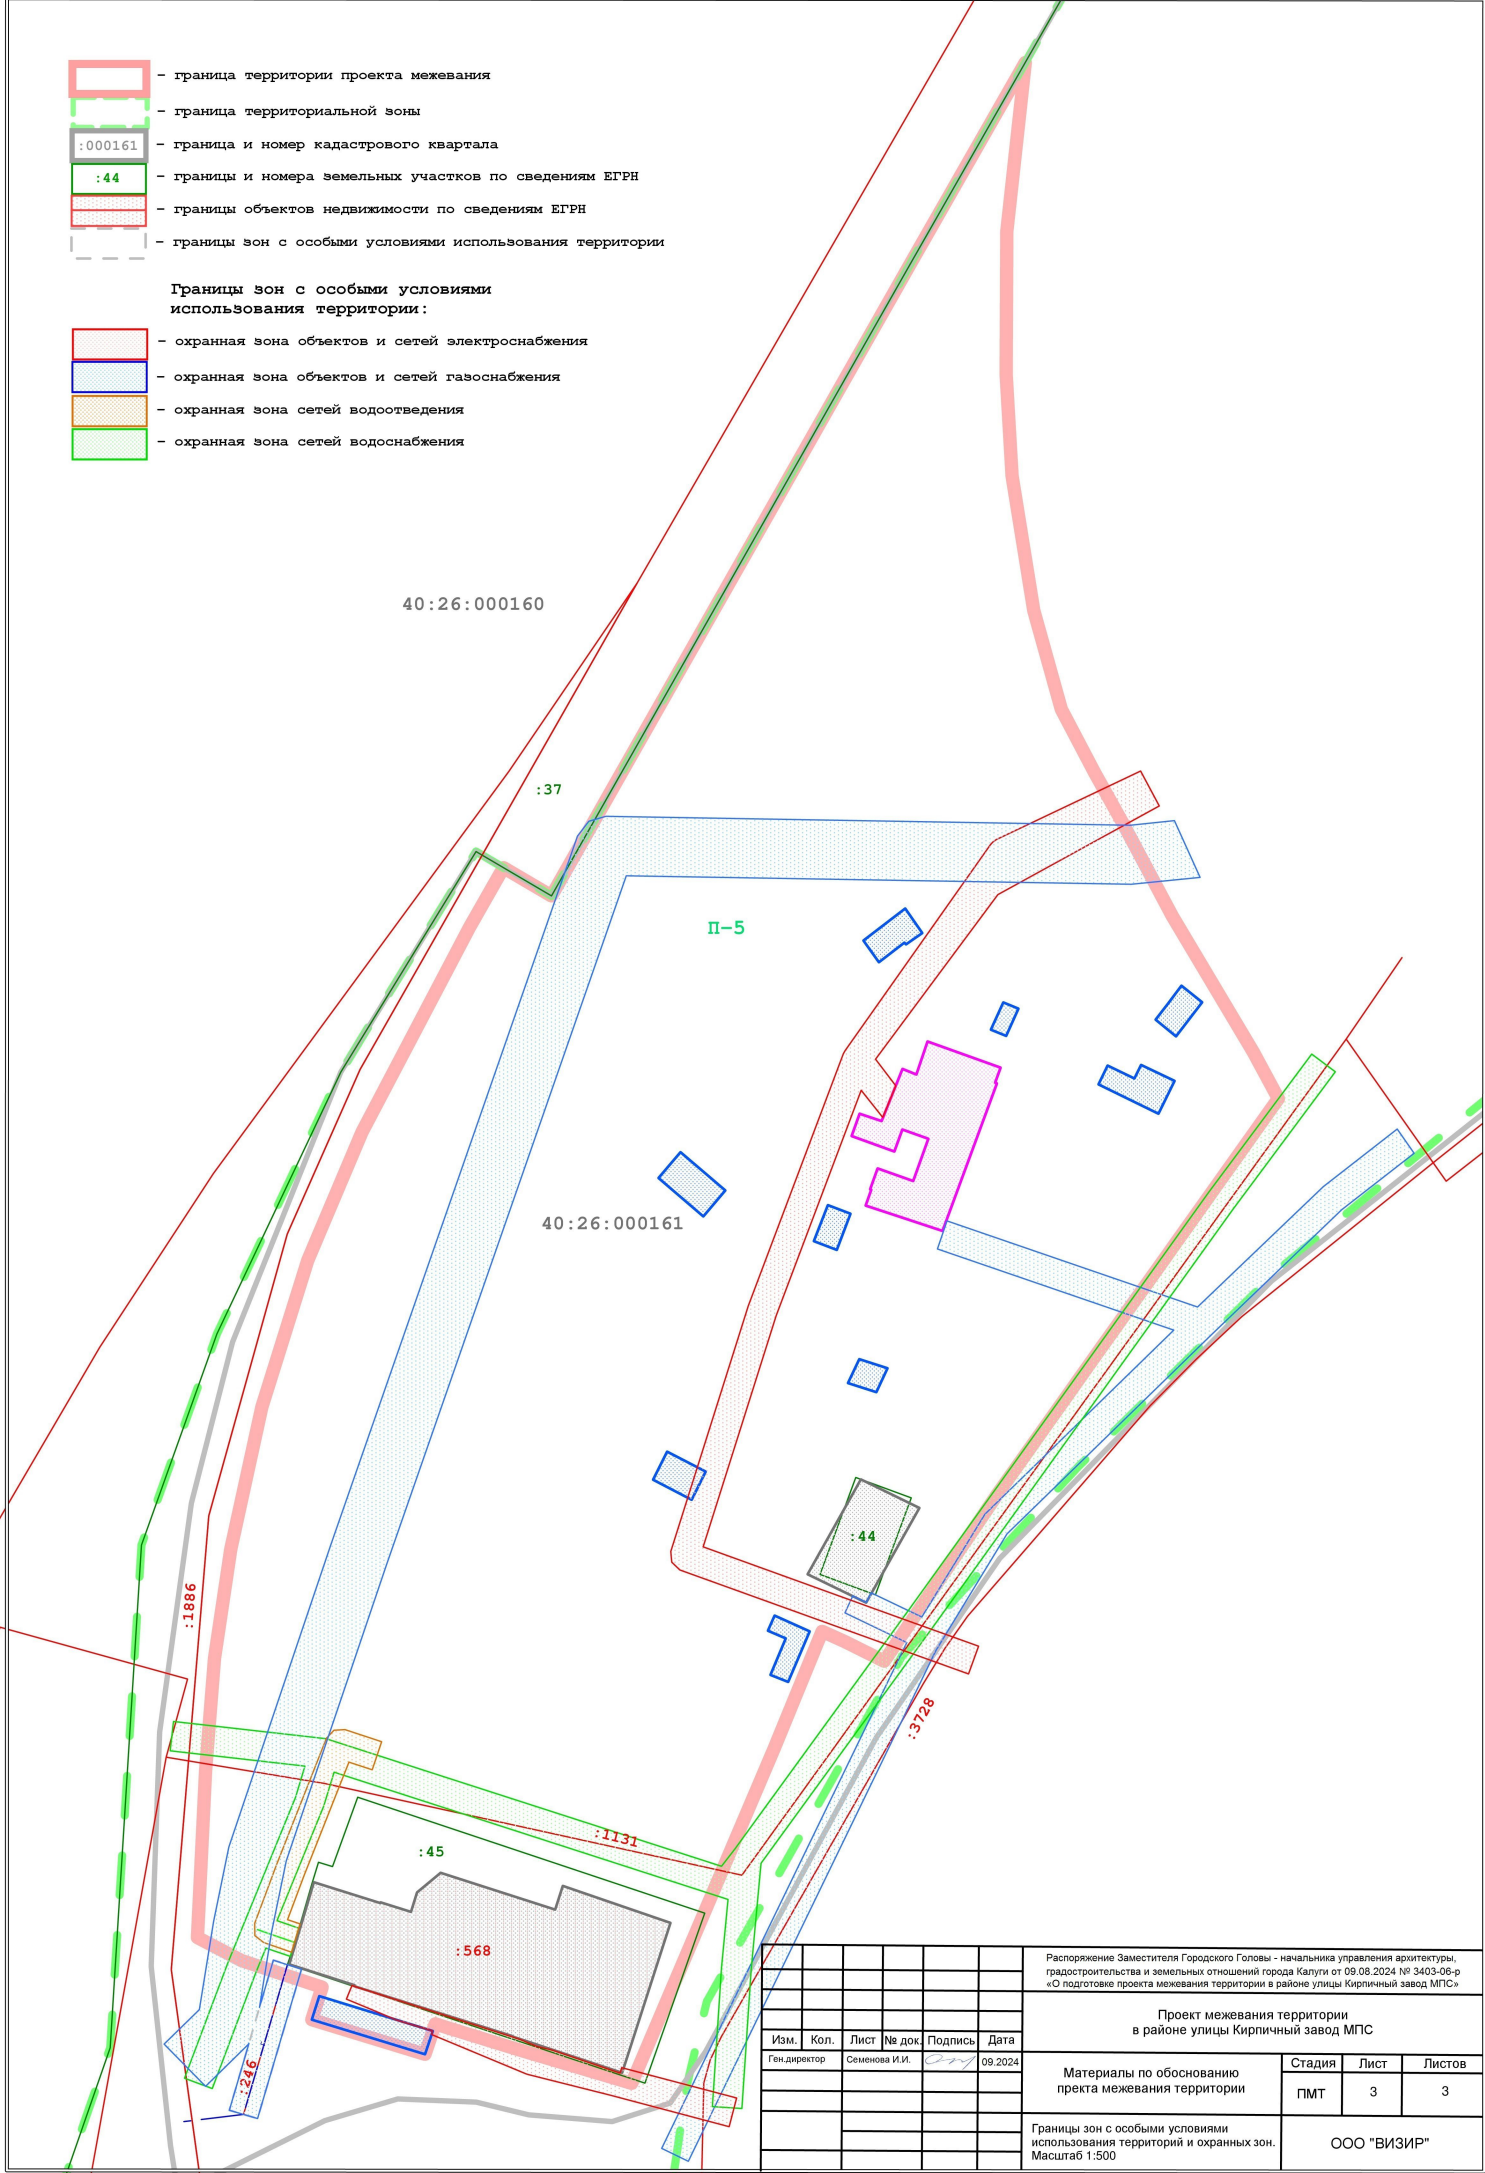 - граница территории проекта межевания
- граница территориальной зоны
:000161 - граница и номер кадастрового квартала
:44 - границы и номера земельных участков по сведениям ЕГРН
- границы объектов недвижимости по сведениям ЕГРН
- границы зон с особыми условиями использования территории
Границы зон с особыми условиями
использования территории:
- охранная зона объектов и сетей электроснабжения
- охранная зона объектов и сетей газоснабжения
- охранная зона сетей водоотведения
- охранная зона сетей водоснабжения
40:26:000160
:37
П-5
40:26:000161
:44
:1886
:3728
:1131
:45
:568
:246
Распоряжение Заместителя Городского Головы - начальника управления архитектуры,
градостроительства и земельных отношений города Калуги от 09.08.2024 № 3403-06-р
«О подготовке проекта межевания территории в районе улицы Кирпичный завод МПС»
Проект межевания территории
в районе улицы Кирпичный завод МПС
Изм. Кол. Лист № док. Подпись Дата
Ген.директор Семенова И.И. 09.2024
Материалы по обоснованию
пректа межевания территории
Стадия Лист Листов
ПМТ 3 3
Границы зон с особыми условиями
использования территорий и охранных зон.
Масштаб 1:500
ООО "ВИЗИР"